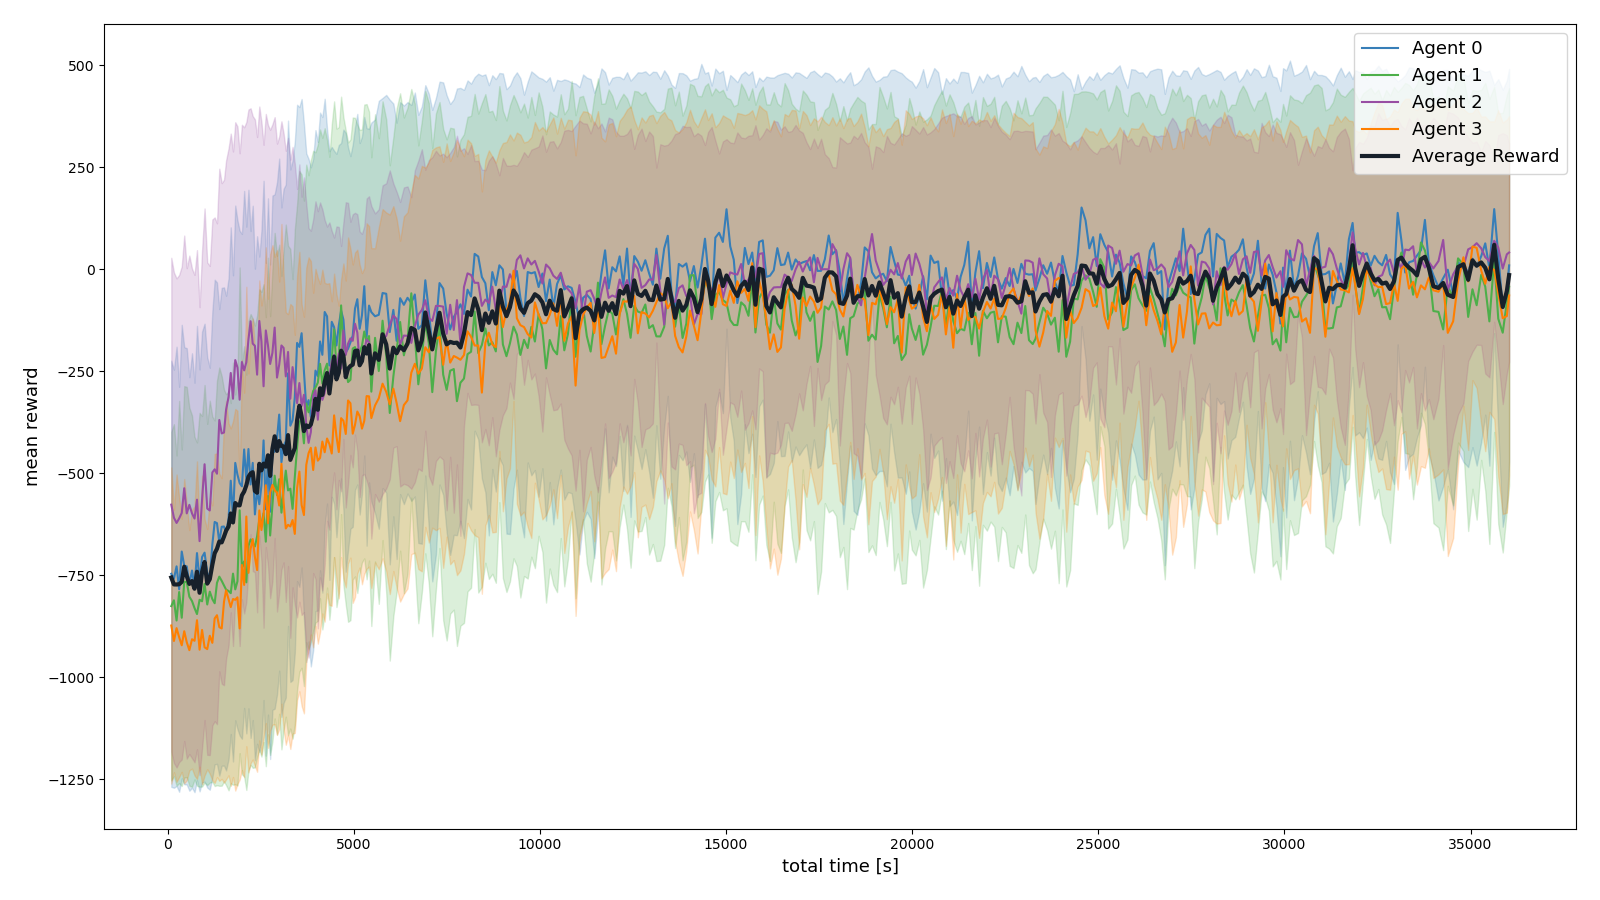 500
250
0
−250
−500
−750
−1000
−1250
mean reward
Agent 0
Agent 1
Agent 2
Agent 3
Average Reward
0 5000 10000 15000 20000 25000 30000 35000
total time [s]